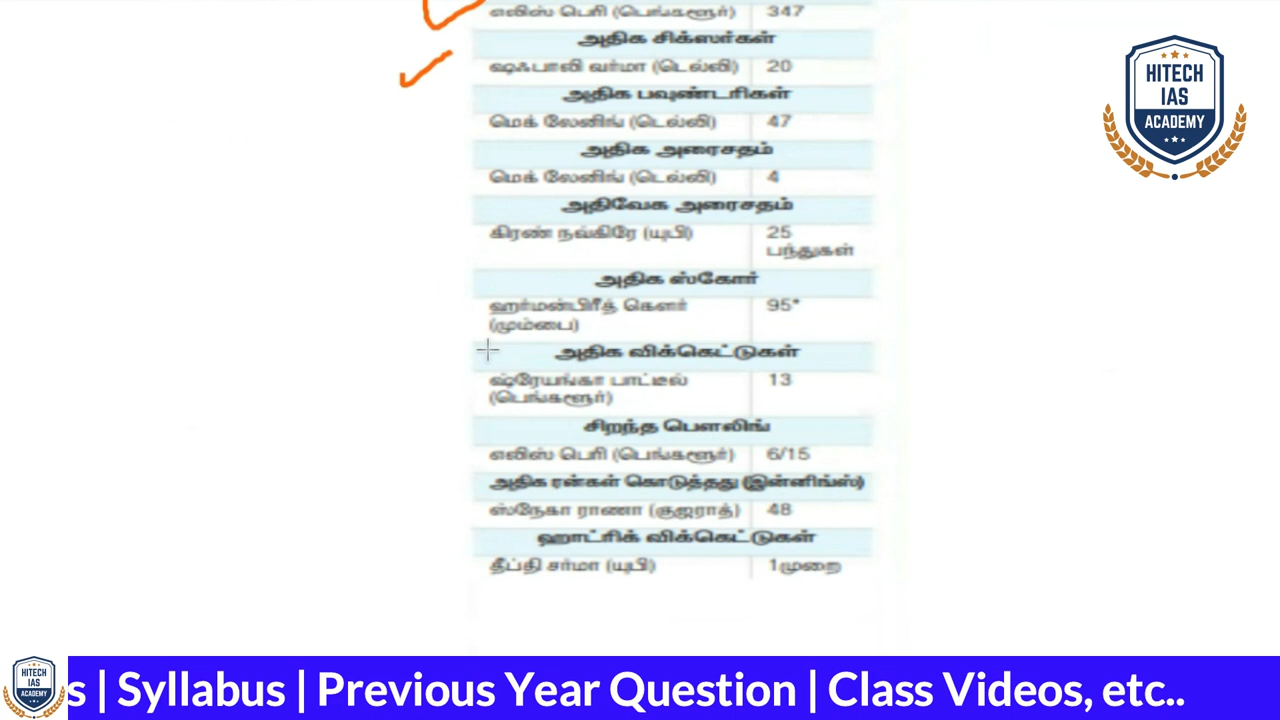 எலிஸ் பெரி (பெங்களூர்) 347
அதிக சிக்ஸர்கள்
ஷஃபாலி வர்மா (டெல்லி) 20
அதிக பவுண்டரிகள்
மெக் லேனிங் (டெல்லி) 47
அதிக அரைசதம்
மெக் லேனிங் (டெல்லி) 4
அதிவேக அரைசதம்
கிரண் நவ்கிரே (யுபி) 25
பந்துகள்
அதிக ஸ்கோர்
ஹர்மன்பிரீத் கௌர் 95*
(மும்பை)
அதிக விக்கெட்டுகள்
ஷ்ரேயங்கா பாட்டீல் 13
(பெங்களூர்)
சிறந்த பௌலிங்
எலிஸ் பெரி (பெங்களூர்) 6/15
அதிக ரன்கள் கொடுத்தது (இன்னிங்ஸ்)
ஸ்நேகா ராணா (குஜராத்) 48
ஹாட்ரிக் விக்கெட்டுகள்
தீப்தி சர்மா (யுபி) 1முறை
HITECH
IAS
ACADEMY
HITECH
IAS
ACADEMY
s | Syllabus | Previous Year Question | Class Videos, etc..